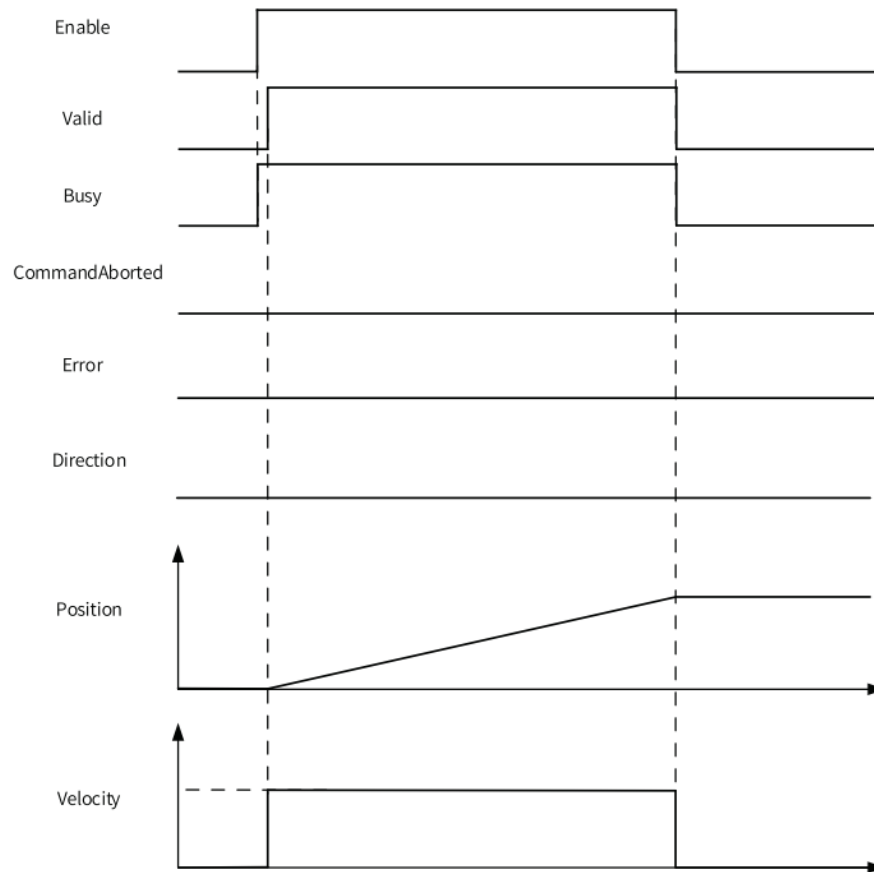 Enable
Valid
Busy
CommandAborted
Error
Direction
Position
Velocity